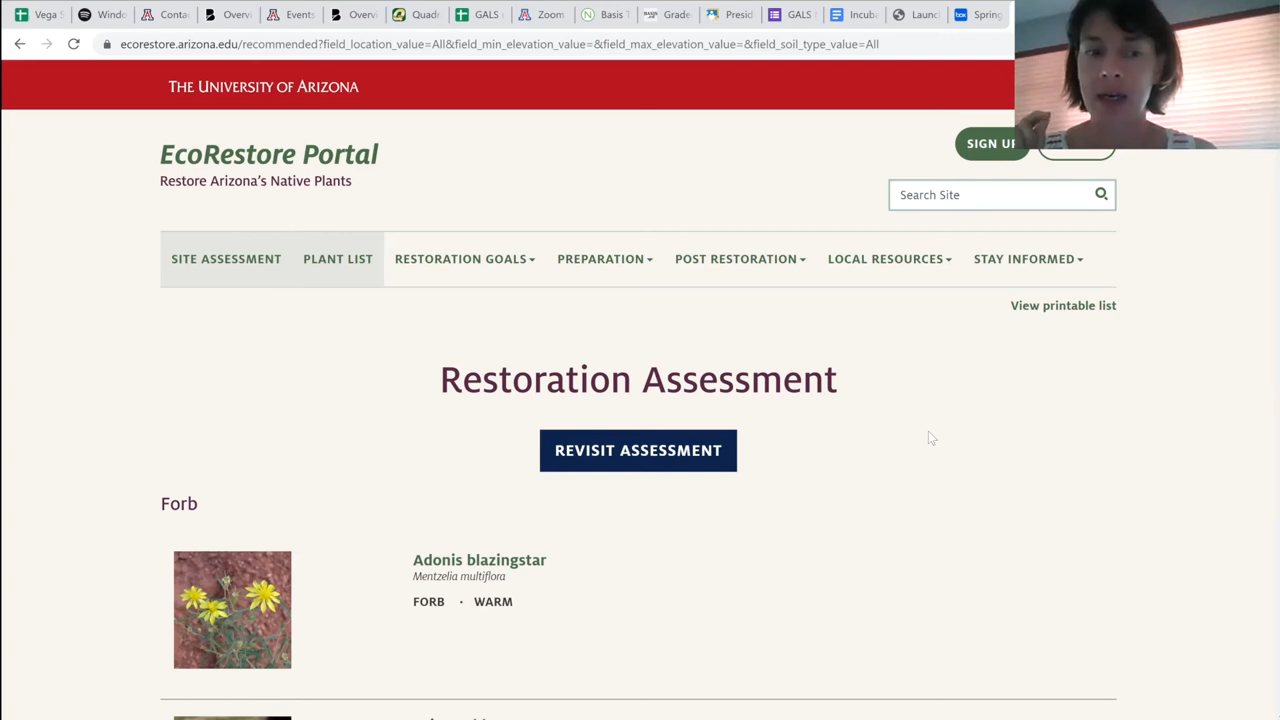 Vega S
Windo
Conta
Overvi
Events
Overvi
Quadr
GALS I
Zoom
Basis T
Grade
Presid
GALS I
Incuba
Launc
Spring
ecorestore.arizona.edu/recommended?field_location_value=All&field_min_elevation_value=&field_max_elevation_value=&field_soil_type_value=All
THE UNIVERSITY OF ARIZONA
EcoRestore Portal
Restore Arizona's Native Plants
SIGN UP
Search Site
SITE ASSESSMENT
PLANT LIST
RESTORATION GOALS
PREPARATION
POST RESTORATION
LOCAL RESOURCES
STAY INFORMED
View printable list
Restoration Assessment
REVISIT ASSESSMENT
Forb
Adonis blazingstar
Mentzelia multiflora
FORB · WARM